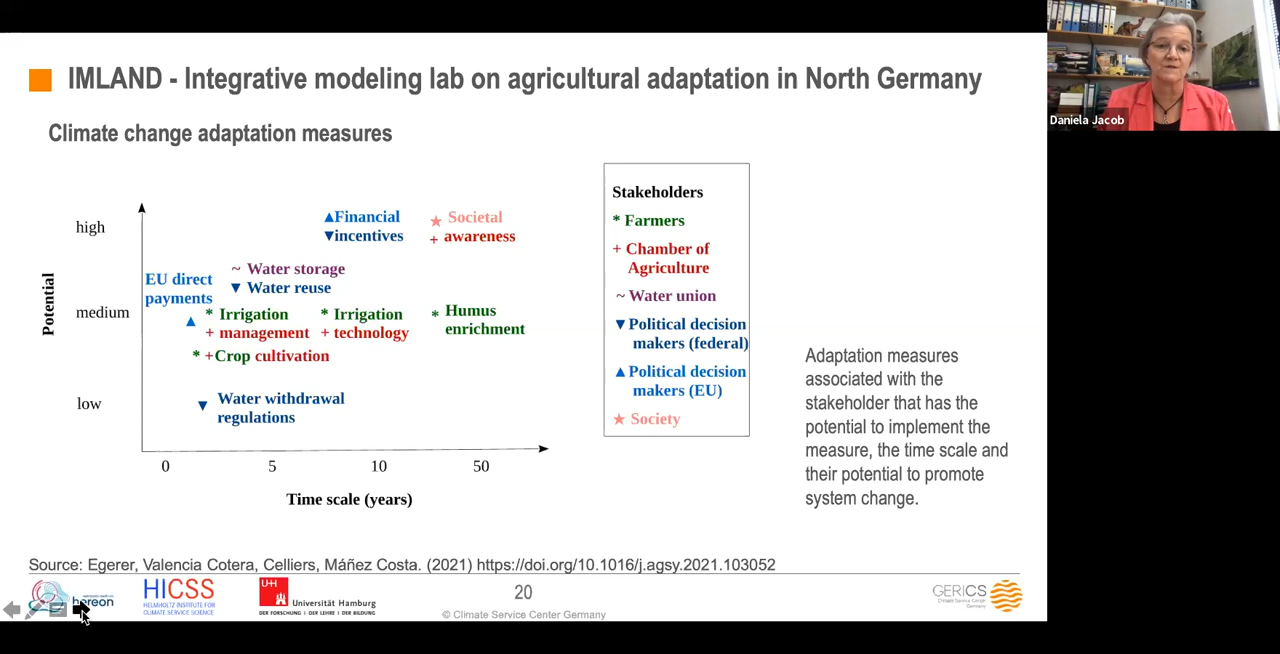 IMLAND - Integrative modeling lab on agricultural adaptation in North Germany
Daniela Jacob
Climate change adaptation measures
Potential
high
medium
low
▲Financial
▼incentives
★ Societal
+ awareness
EU direct
payments
▲
~ Water storage
▼ Water reuse
* Irrigation
+ management
* Irrigation
+ technology
* Humus
enrichment
* +Crop cultivation
▼ Water withdrawal
regulations
0 5 10 50
Time scale (years)
Stakeholders
* Farmers
+ Chamber of
Agriculture
~ Water union
▼Political decision
makers (federal)
▲Political decision
makers (EU)
★ Society
Adaptation measures
associated with the
stakeholder that has the
potential to implement the
measure, the time scale and
their potential to promote
system change.
Source: Egerer, Valencia Cotera, Celliers, Máñez Costa. (2021) https://doi.org/10.1016/j.agsy.2021.103052
hereon
HICSS
HELMHOLTZ INSTITUTE FOR
CLIMATE SERVICE SCIENCE
UH
Universität Hamburg
DER FORSCHUNG | DER LEHRE | DER BILDUNG
20
© Climate Service Center Germany
GERICS
Climate Service Center
Germany